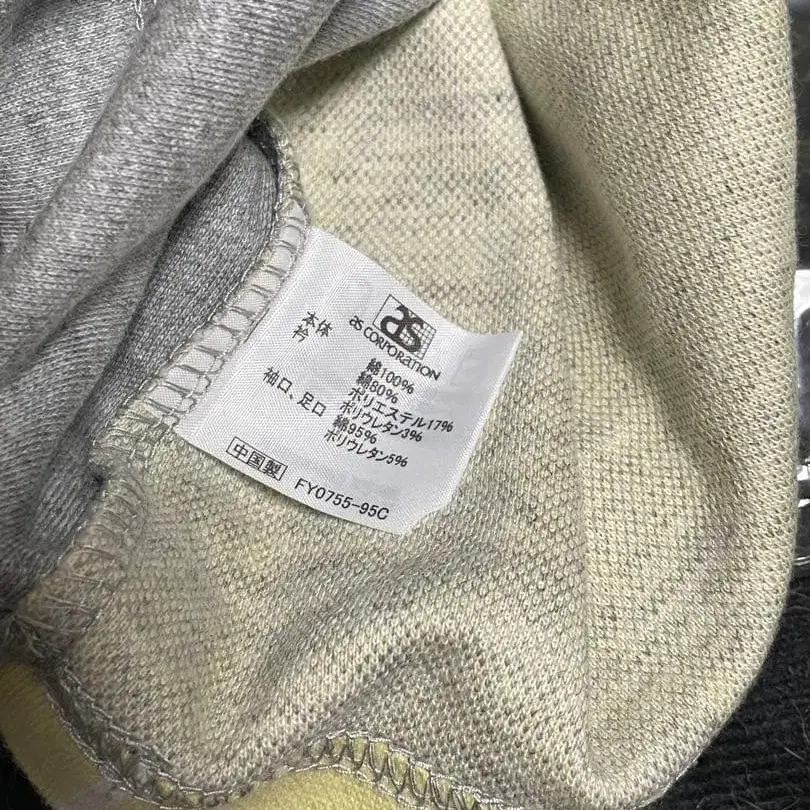 as
as CORPORATION
本体 綿100%
衿 綿80%
ポリエステル17%
ポリウレタン3%
袖口、足口 綿95%
ポリウレタン5%
中国製 FY0755-95C